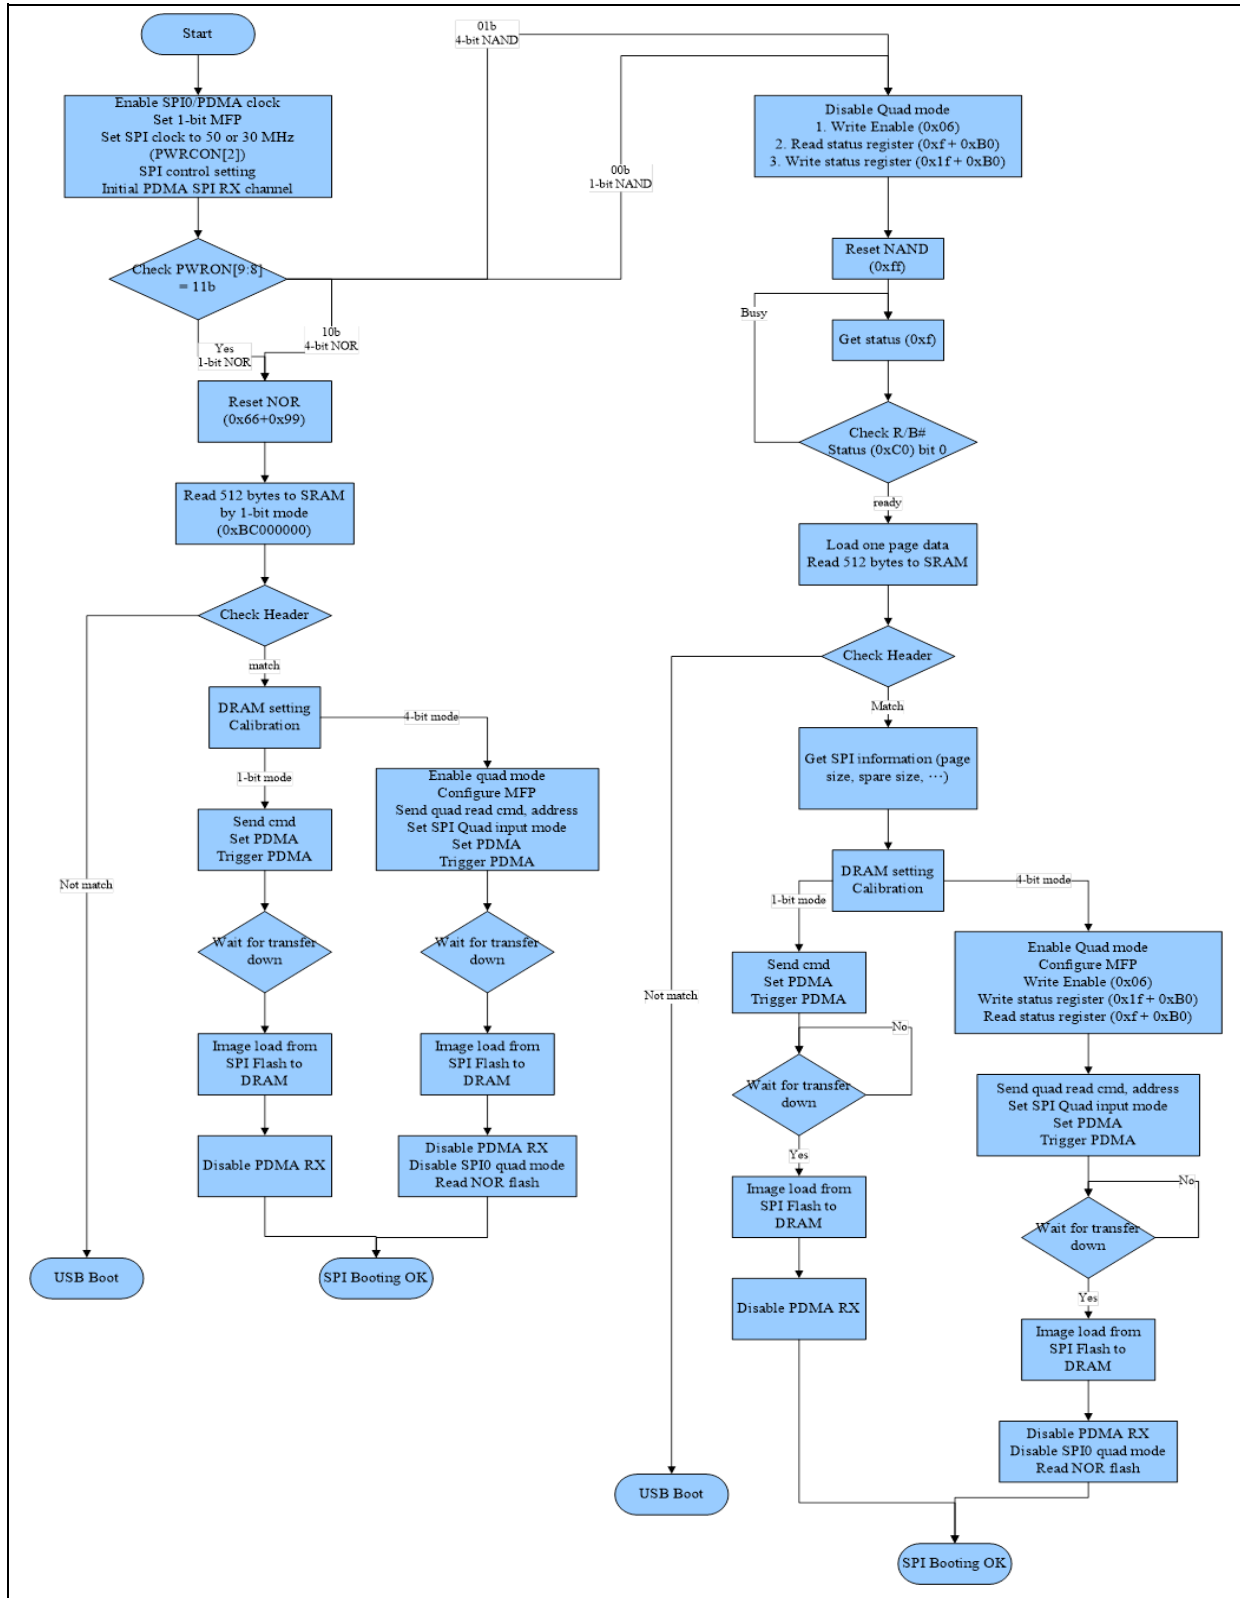 Start
Enable SPI0/PDMA clock
Set 1-bit MFP
Set SPI clock to 50 or 30 MHz
(PWRCON[2])
SPI control setting
Initial PDMA SPI RX channel
Check PWRON[9:8]
= 11b
Yes
1-bit NOR
10b
4-bit NOR
01b
4-bit NAND
00b
1-bit NAND
Reset NOR
(0x66+0x99)
Read 512 bytes to SRAM
by 1-bit mode
(0xBC000000)
Check Header
match
Not match
DRAM setting
Calibration
1-bit mode
4-bit mode
Send cmd
Set PDMA
Trigger PDMA
Enable quad mode
Configure MFP
Send quad read cmd, address
Set SPI Quad input mode
Set PDMA
Trigger PDMA
Wait for transfer
down
Wait for transfer
down
Image load from
SPI Flash to
DRAM
Image load from
SPI Flash to
DRAM
Disable PDMA RX
Disable PDMA RX
Disable SPI0 quad mode
Read NOR flash
USB Boot
SPI Booting OK
Disable Quad mode
1. Write Enable (0x06)
2. Read status register (0xf + 0xB0)
3. Write status register (0x1f + 0xB0)
Reset NAND
(0xff)
Busy
Get status (0xf)
Check R/B#
Status (0xC0) bit 0
ready
Load one page data
Read 512 bytes to SRAM
Check Header
Match
Not match
Get SPI information (page
size, spare size, ⋯)
DRAM setting
Calibration
1-bit mode
4-bit mode
Send cmd
Set PDMA
Trigger PDMA
No
Wait for transfer
down
Yes
Image load from
SPI Flash to
DRAM
Disable PDMA RX
Enable Quad mode
Configure MFP
Write Enable (0x06)
Write status register (0x1f + 0xB0)
Read status register (0xf + 0xB0)
Send quad read cmd, address
Set SPI Quad input mode
Set PDMA
Trigger PDMA
No
Wait for transfer
down
Yes
Image load from
SPI Flash to
DRAM
Disable PDMA RX
Disable SPI0 quad mode
Read NOR flash
USB Boot
SPI Booting OK